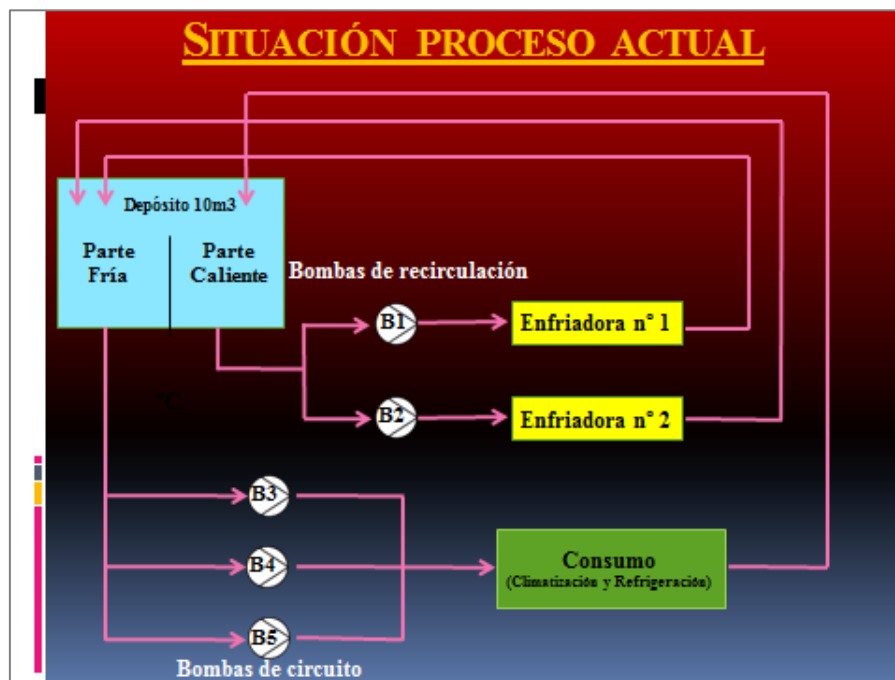 SITUACIÓN PROCESO ACTUAL
Depósito 10m3
Parte
Fría
Parte
Caliente
Bombas de recirculación
B1
Enfriadora n° 1
°C
B2
Enfriadora n° 2
B3
B4
Consumo
(Climatización y Refrigeración)
B5
Bombas de circuito